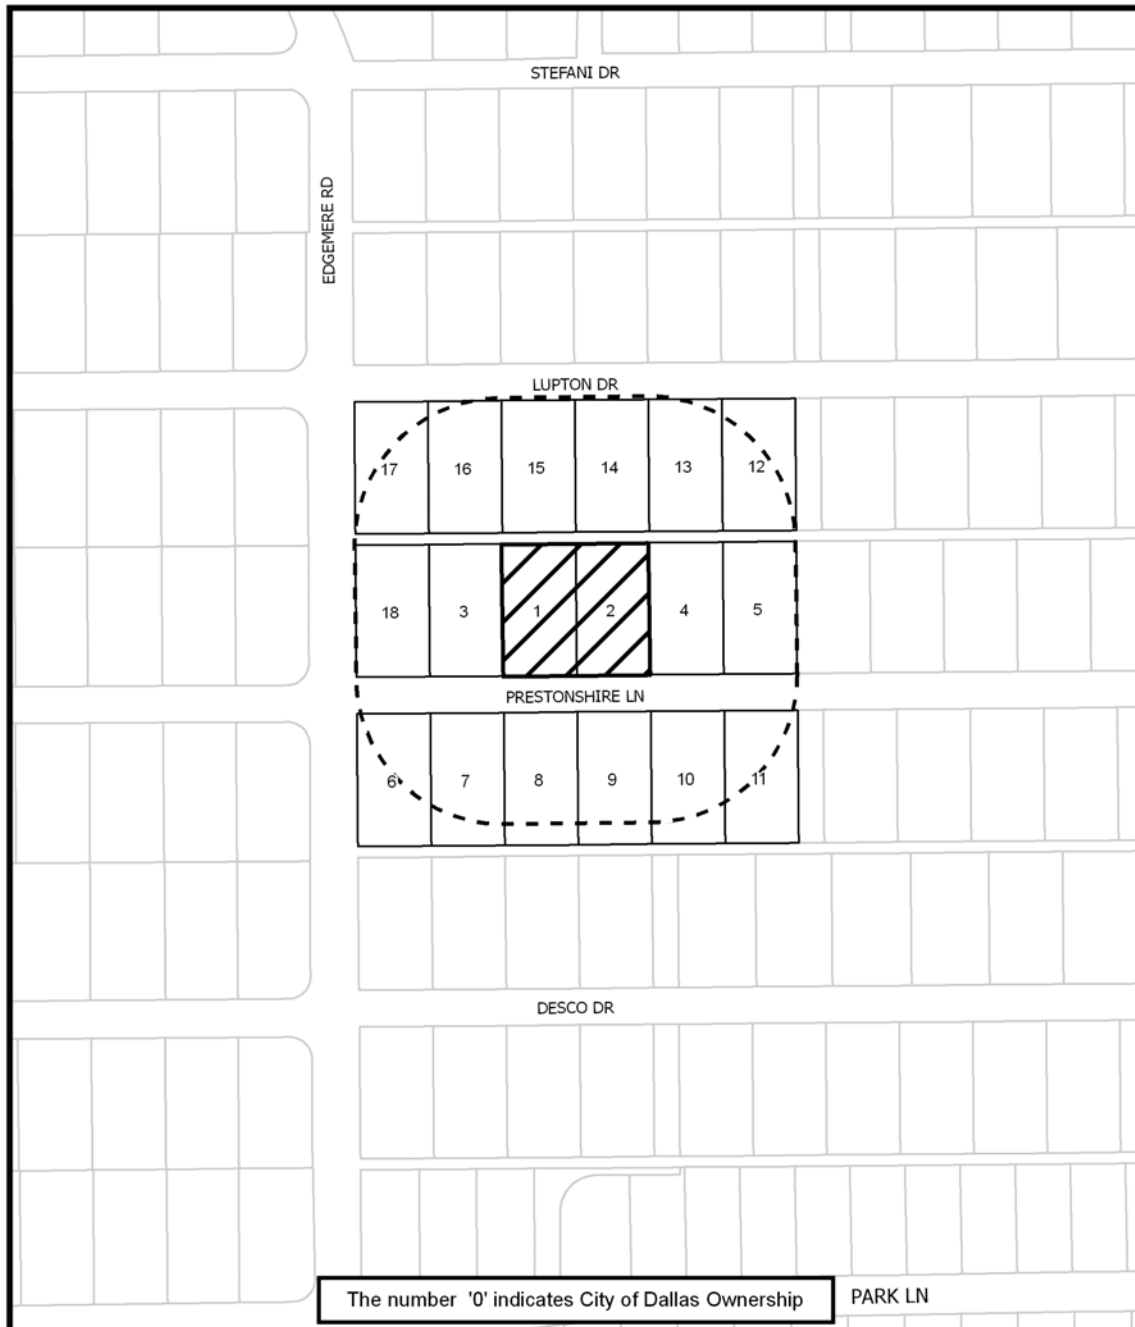 STEFANI DR
EDGEMERE RD
LUPTON DR
17 16 15 14 13 12
18 3 1 2 4 5
PRESTONSHIRE LN
6 7 8 9 10 11
DESCO DR
The number '0' indicates City of Dallas Ownership
PARK LN